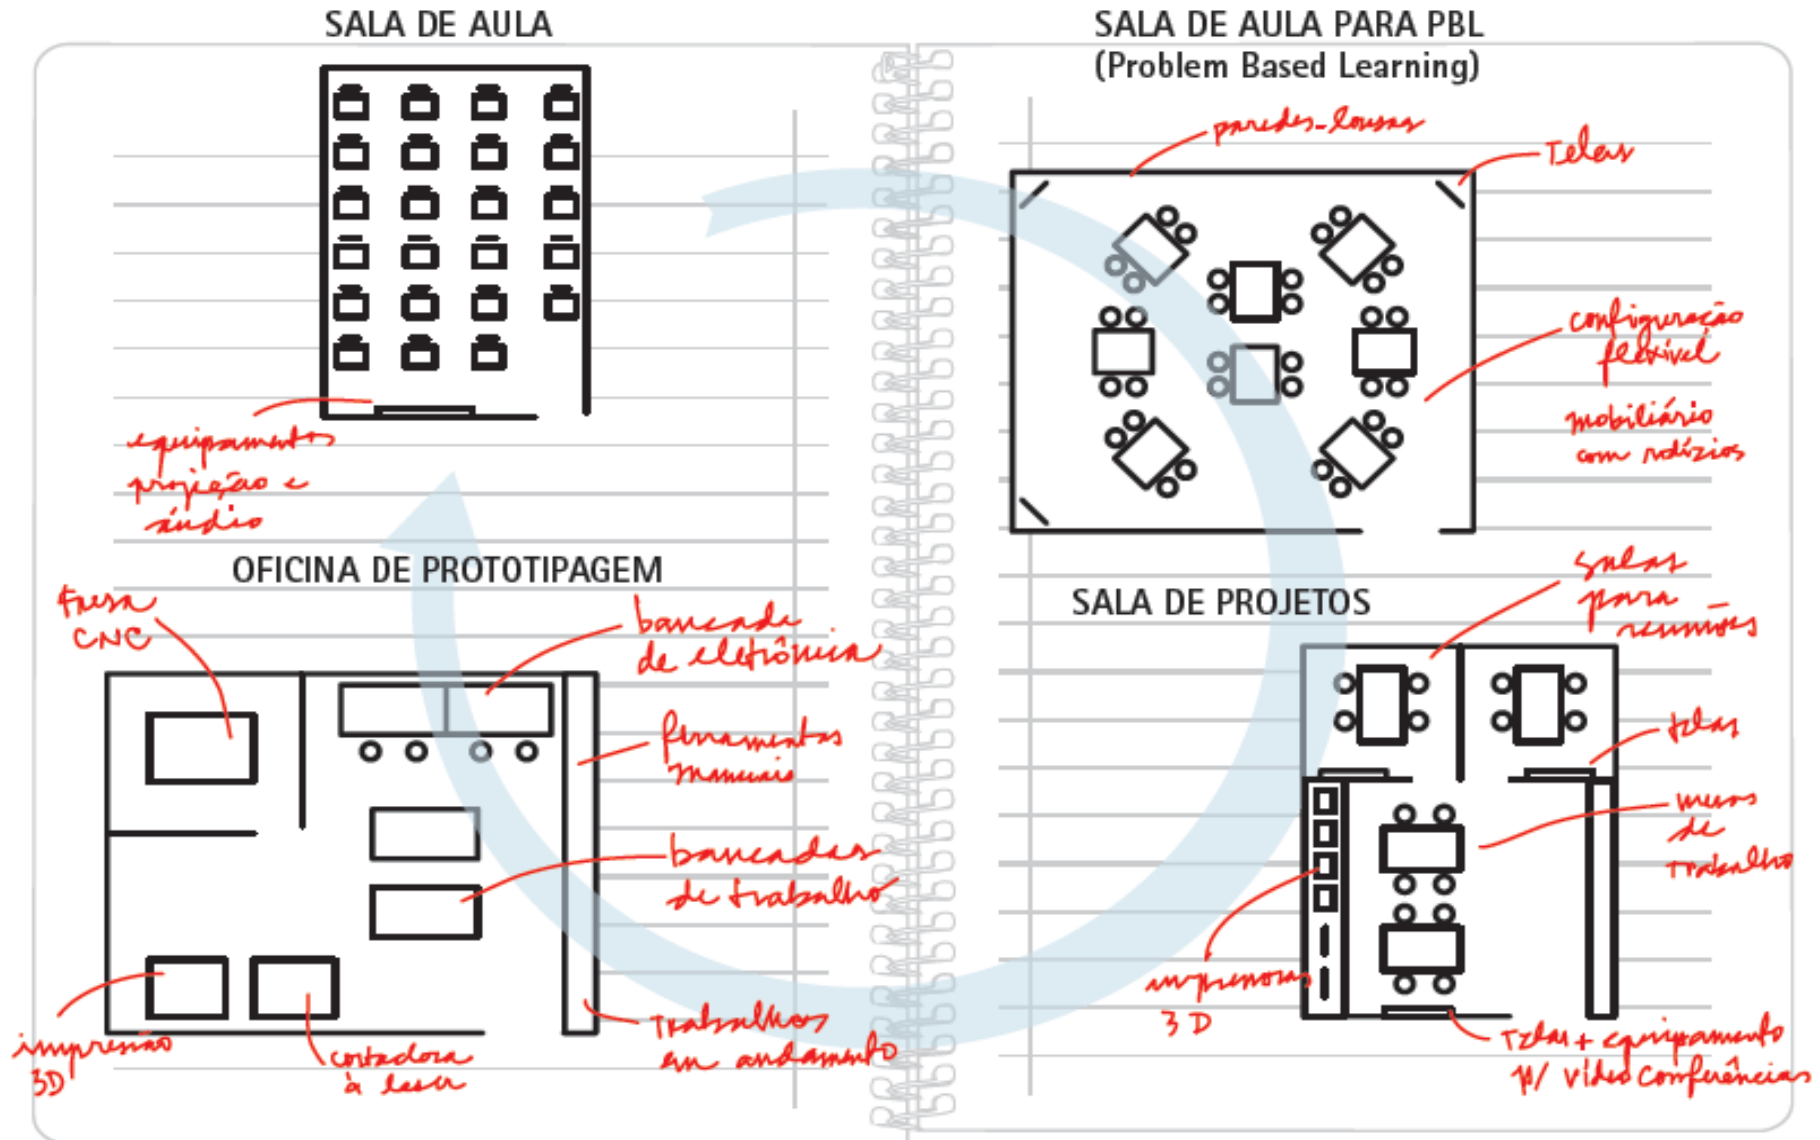 SALA DE AULA
equipamentos
projeção e
áudio
SALA DE AULA PARA PBL
(Problem Based Learning)
paredes-lousas
Telas
configuração
flexível
mobiliário
com rodízios
OFICINA DE PROTOTIPAGEM
Fresa
CNC
bancada
de eletrônica
ferramentas
manuais
bancadas
de trabalho
impressão
3D
cortadora
à laser
trabalhos
em andamento
SALA DE PROJETOS
salas
para
reuniões
telas
mesas
de
trabalho
impressoras
3D
Telas + equipamento
p/ vídeo conferências